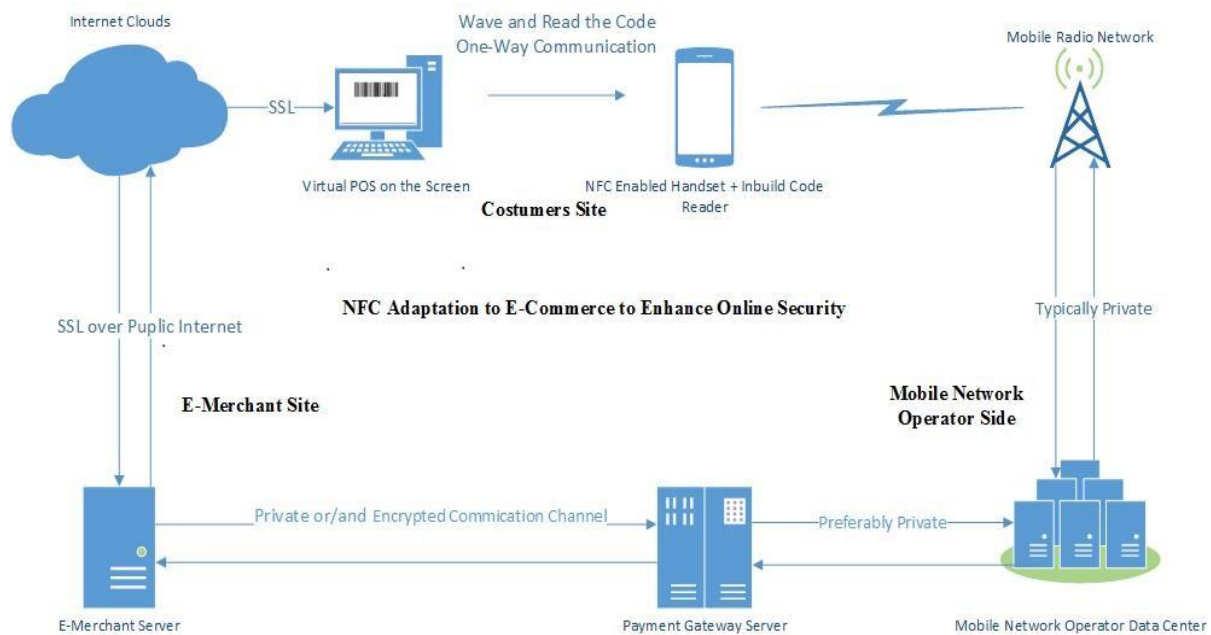 Internet Clouds
Wave and Read the Code
One-Way Communication
Mobile Radio Network
SSL
Virtual POS on the Screen
NFC Enabled Handset + Inbuild Code
Reader
Costumers Site
NFC Adaptation to E-Commerce to Enhance Online Security
SSL over Puplic Internet
Typically Private
E-Merchant Site
Mobile Network
Operator Side
Private or/and Encrypted Commication Channel
Preferably Private
E-Merchant Server
Payment Gateway Server
Mobile Network Operator Data Center